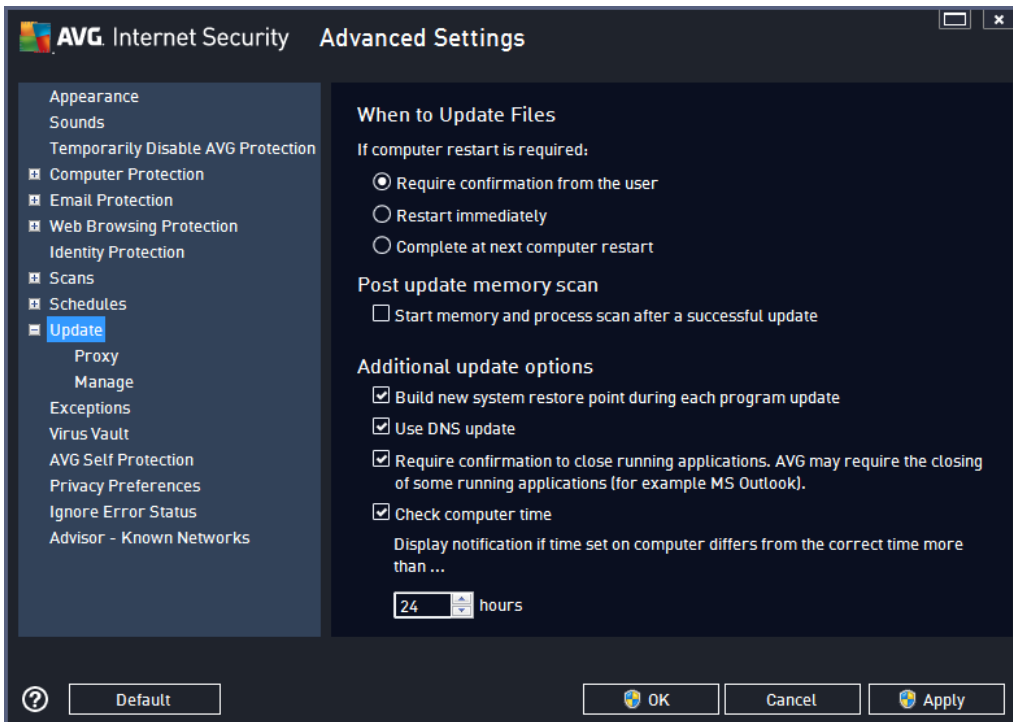 AVG. Internet Security Advanced Settings
Appearance
Sounds
Temporarily Disable AVG Protection
Computer Protection
Email Protection
Web Browsing Protection
Identity Protection
Scans
Schedules
Update
Proxy
Manage
Exceptions
Virus Vault
AVG Self Protection
Privacy Preferences
Ignore Error Status
Advisor - Known Networks
When to Update Files
If computer restart is required:
Require confirmation from the user
Restart immediately
Complete at next computer restart
Post update memory scan
Start memory and process scan after a successful update
Additional update options
Build new system restore point during each program update
Use DNS update
Require confirmation to close running applications. AVG may require the closing
of some running applications (for example MS Outlook).
Check computer time
Display notification if time set on computer differs from the correct time more
than ...
24 hours
? Default OK Cancel Apply